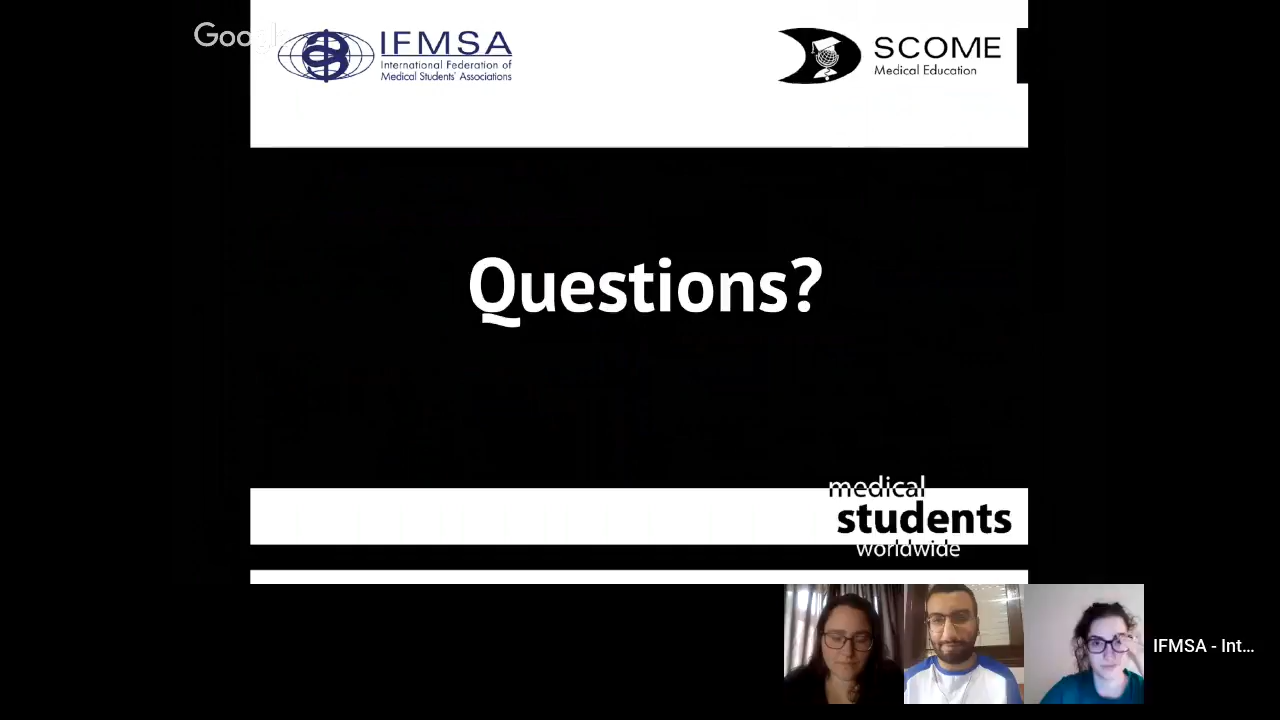 Google
IFMSA
International Federation of
Medical Students' Associations
SCOME
Medical Education
Questions?
medical
students
worldwide
IFMSA - Int...